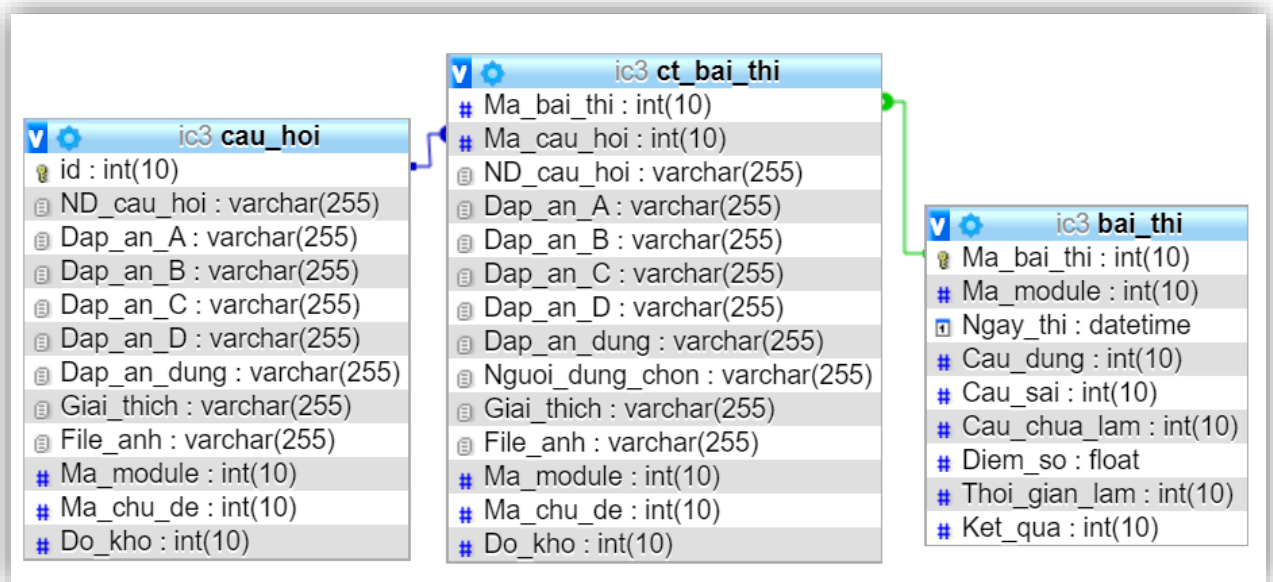 ic3 cau_hoi
id : int(10)
ND_cau_hoi : varchar(255)
Dap_an_A : varchar(255)
Dap_an_B : varchar(255)
Dap_an_C : varchar(255)
Dap_an_D : varchar(255)
Dap_an_dung : varchar(255)
Giai_thich : varchar(255)
File_anh : varchar(255)
# Ma_module : int(10)
# Ma_chu_de : int(10)
# Do_kho : int(10)
ic3 ct_bai_thi
# Ma_bai_thi : int(10)
# Ma_cau_hoi : int(10)
ND_cau_hoi : varchar(255)
Dap_an_A : varchar(255)
Dap_an_B : varchar(255)
Dap_an_C : varchar(255)
Dap_an_D : varchar(255)
Dap_an_dung : varchar(255)
Nguoi_dung_chon : varchar(255)
Giai_thich : varchar(255)
File_anh : varchar(255)
# Ma_module : int(10)
# Ma_chu_de : int(10)
# Do_kho : int(10)
ic3 bai_thi
Ma_bai_thi : int(10)
# Ma_module : int(10)
Ngay_thi : datetime
# Cau_dung : int(10)
# Cau_sai : int(10)
# Cau_chua_lam : int(10)
# Diem_so : float
# Thoi_gian_lam : int(10)
# Ket_qua : int(10)